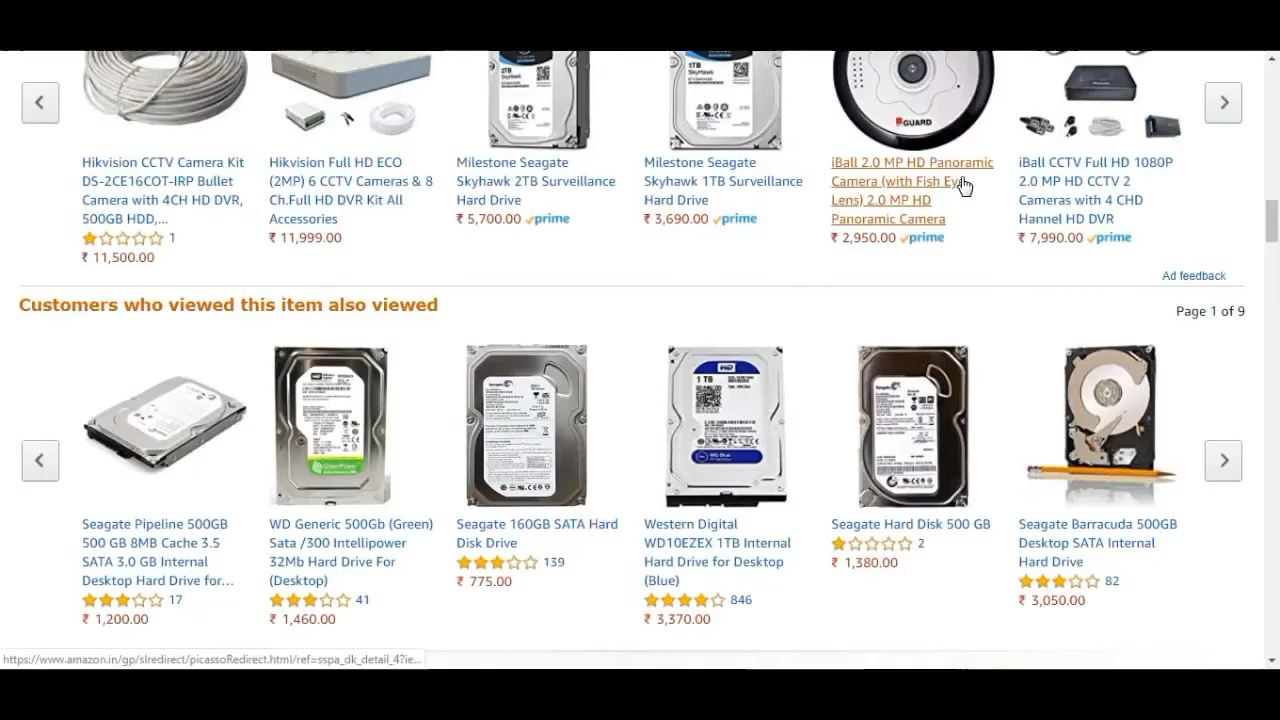 2TB
SKYHAWK
1TB
SKYHAWK
GUARD
Hikvision CCTV Camera Kit
DS-2CE16COT-IRP Bullet
Camera with 4CH HD DVR,
500GB HDD,...
1
₹ 11,500.00
Hikvision Full HD ECO
(2MP) 6 CCTV Cameras & 8
Ch.Full HD DVR Kit All
Accessories
₹ 11,999.00
Milestone Seagate
Skyhawk 2TB Surveillance
Hard Drive
₹ 5,700.00 prime
Milestone Seagate
Skyhawk 1TB Surveillance
Hard Drive
₹ 3,690.00 prime
iBall 2.0 MP HD Panoramic
Camera (with Fish Eye
Lens) 2.0 MP HD
Panoramic Camera
₹ 2,950.00 prime
iBall CCTV Full HD 1080P
2.0 MP HD CCTV 2
Cameras with 4 CHD
Hannel HD DVR
₹ 7,990.00 prime
Ad feedback
Customers who viewed this item also viewed
Page 1 of 9
GreenPower
WD
1 TB
WD Blue
Seagate Pipeline 500GB
500 GB 8MB Cache 3.5
SATA 3.0 GB Internal
Desktop Hard Drive for...
17
₹ 1,200.00
WD Generic 500Gb (Green)
Sata /300 Intellipower
32Mb Hard Drive For
(Desktop)
41
₹ 1,460.00
Seagate 160GB SATA Hard
Disk Drive
139
₹ 775.00
Western Digital
WD10EZEX 1TB Internal
Hard Drive for Desktop
(Blue)
846
₹ 3,370.00
Seagate Hard Disk 500 GB
2
₹ 1,380.00
Seagate Barracuda 500GB
Desktop SATA Internal
Hard Drive
82
₹ 3,050.00
https://www.amazon.in/gp/slredirect/picassoRedirect.html/ref=sspa_dk_detail_4?ie...